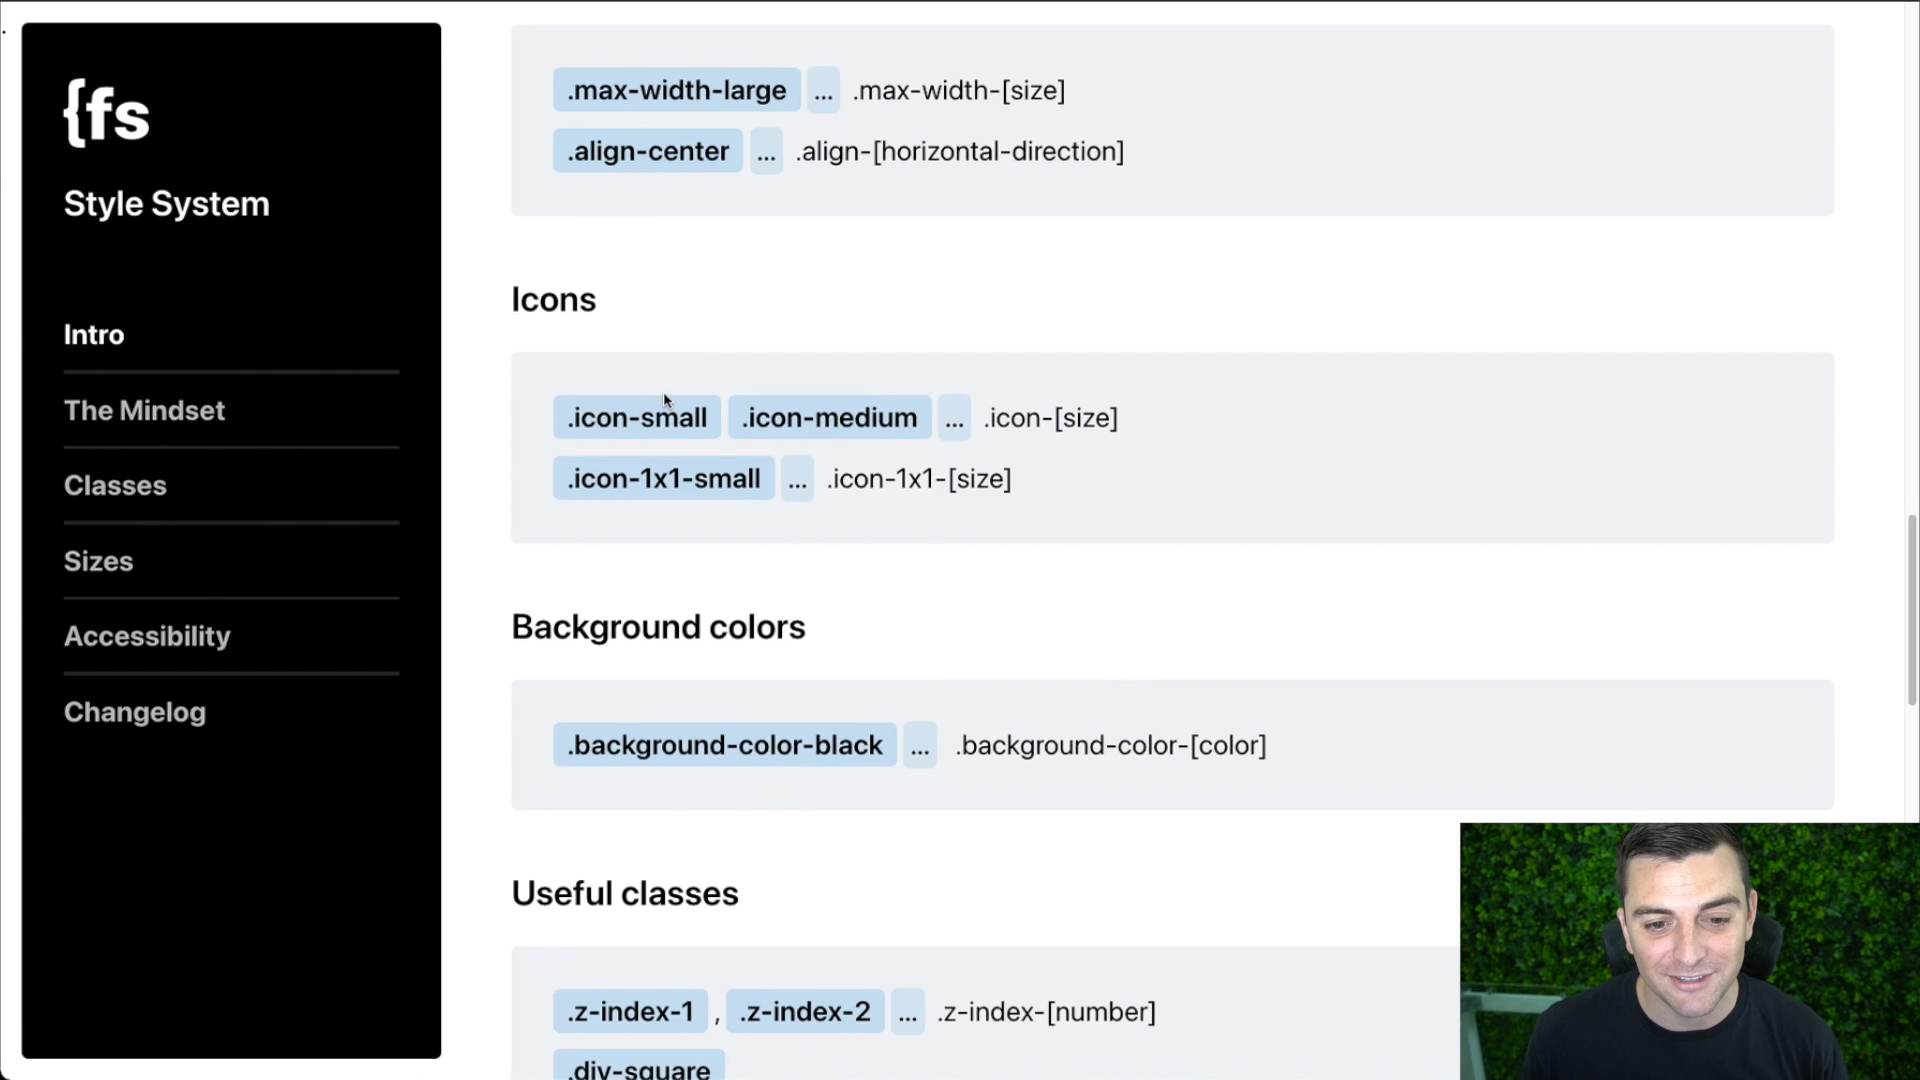 {fs
Style System
Intro
The Mindset
Classes
Sizes
Accessibility
Changelog
.max-width-large ... .max-width-[size]
.align-center ... .align-[horizontal-direction]
Icons
.icon-small .icon-medium ... .icon-[size]
.icon-1x1-small ... .icon-1x1-[size]
Background colors
.background-color-black ... .background-color-[color]
Useful classes
.z-index-1 , .z-index-2 ... .z-index-[number]
.div-square